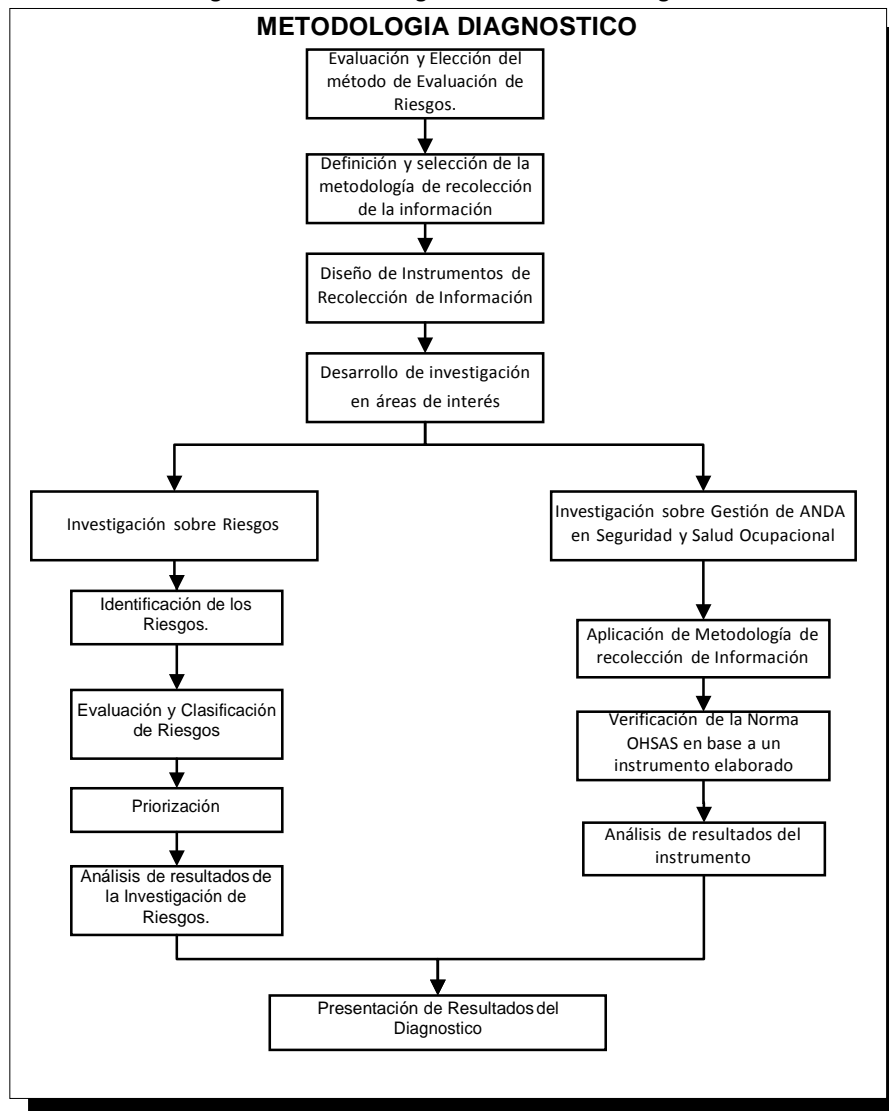 METODOLOGIA DIAGNOSTICO
Evaluación y Elección del
método de Evaluación de
Riesgos.
Definición y selección de la
metodología de recolección
de la información
Diseño de Instrumentos de
Recolección de Información
Desarrollo de investigación
en áreas de interés
Investigación sobre Riesgos
Identificación de los
Riesgos.
Evaluación y Clasificación
de Riesgos
Priorización
Análisis de resultados de
la Investigación de
Riesgos.
Investigación sobre Gestión de ANDA
en Seguridad y Salud Ocupacional
Aplicación de Metodología de
recolección de Información
Verificación de la Norma
OHSAS en base a un
instrumento elaborado
Análisis de resultados del
instrumento
Presentación de Resultados del
Diagnostico